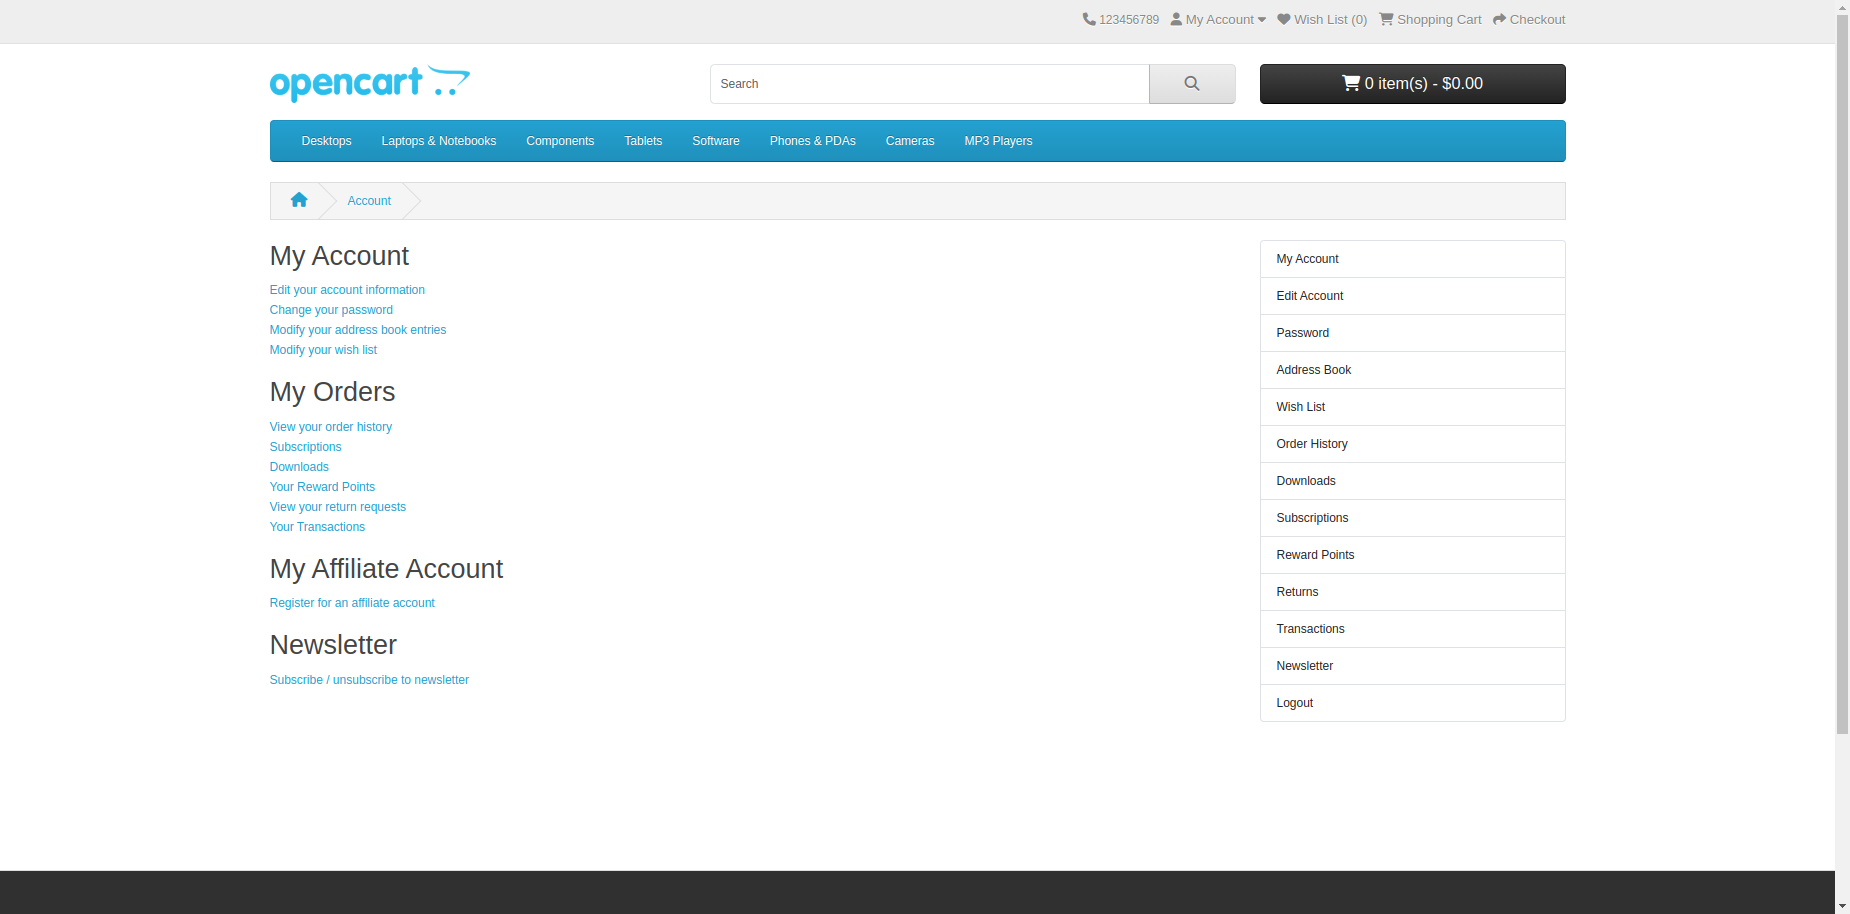 123456789 My Account Wish List (0) Shopping Cart Checkout
opencart
Search
0 item(s) - $0.00
Desktops Laptops & Notebooks Components Tablets Software Phones & PDAs Cameras MP3 Players
Account
My Account
Edit your account information
Change your password
Modify your address book entries
Modify your wish list
My Orders
View your order history
Subscriptions
Downloads
Your Reward Points
View your return requests
Your Transactions
My Affiliate Account
Register for an affiliate account
Newsletter
Subscribe / unsubscribe to newsletter
My Account
Edit Account
Password
Address Book
Wish List
Order History
Downloads
Subscriptions
Reward Points
Returns
Transactions
Newsletter
Logout